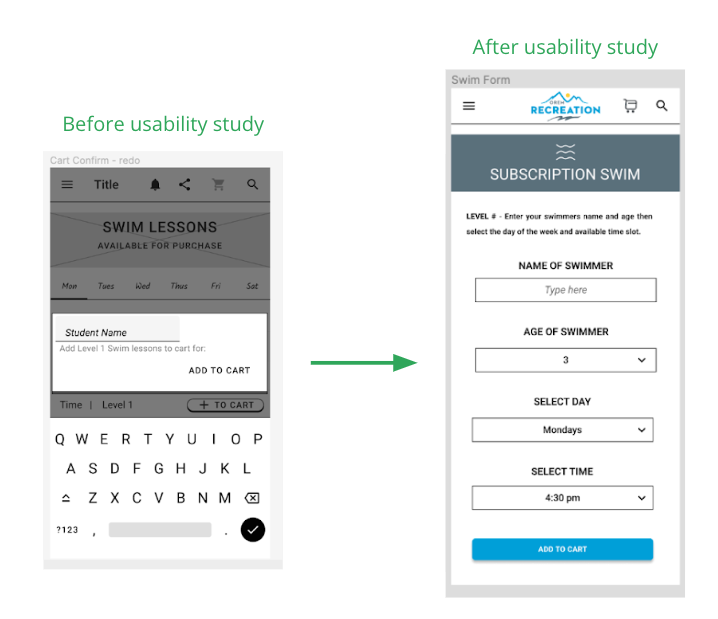 After usability study
Before usability study
Cart Confirm - redo
Title
SWIM LESSONS
AVAILABLE FOR PURCHASE
Mon Tues Wed Thus Fri Sat
Student Name
Add Level 1 Swim lessons to cart for:
ADD TO CART
Time | Level 1 + TO CART
Q W E R T Y U I O P
A S D F G H J K L
Z X C V B N M
?123 , .
Swim Form
OREM
RECREATION
SUBSCRIPTION SWIM
LEVEL # - Enter your swimmers name and age then
select the day of the week and available time slot.
NAME OF SWIMMER
Type here
AGE OF SWIMMER
3
SELECT DAY
Mondays
SELECT TIME
4:30 pm
ADD TO CART